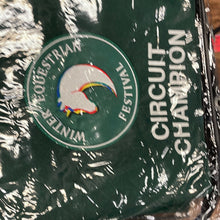 WINTER EQUESTRIAN
FESTIVAL
CIRCUIT
CHAMPION